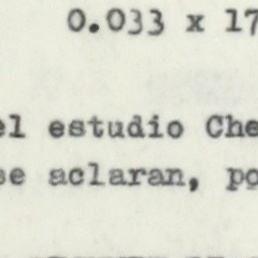 0.033 x 17
el estudio Che
se aclaran, po